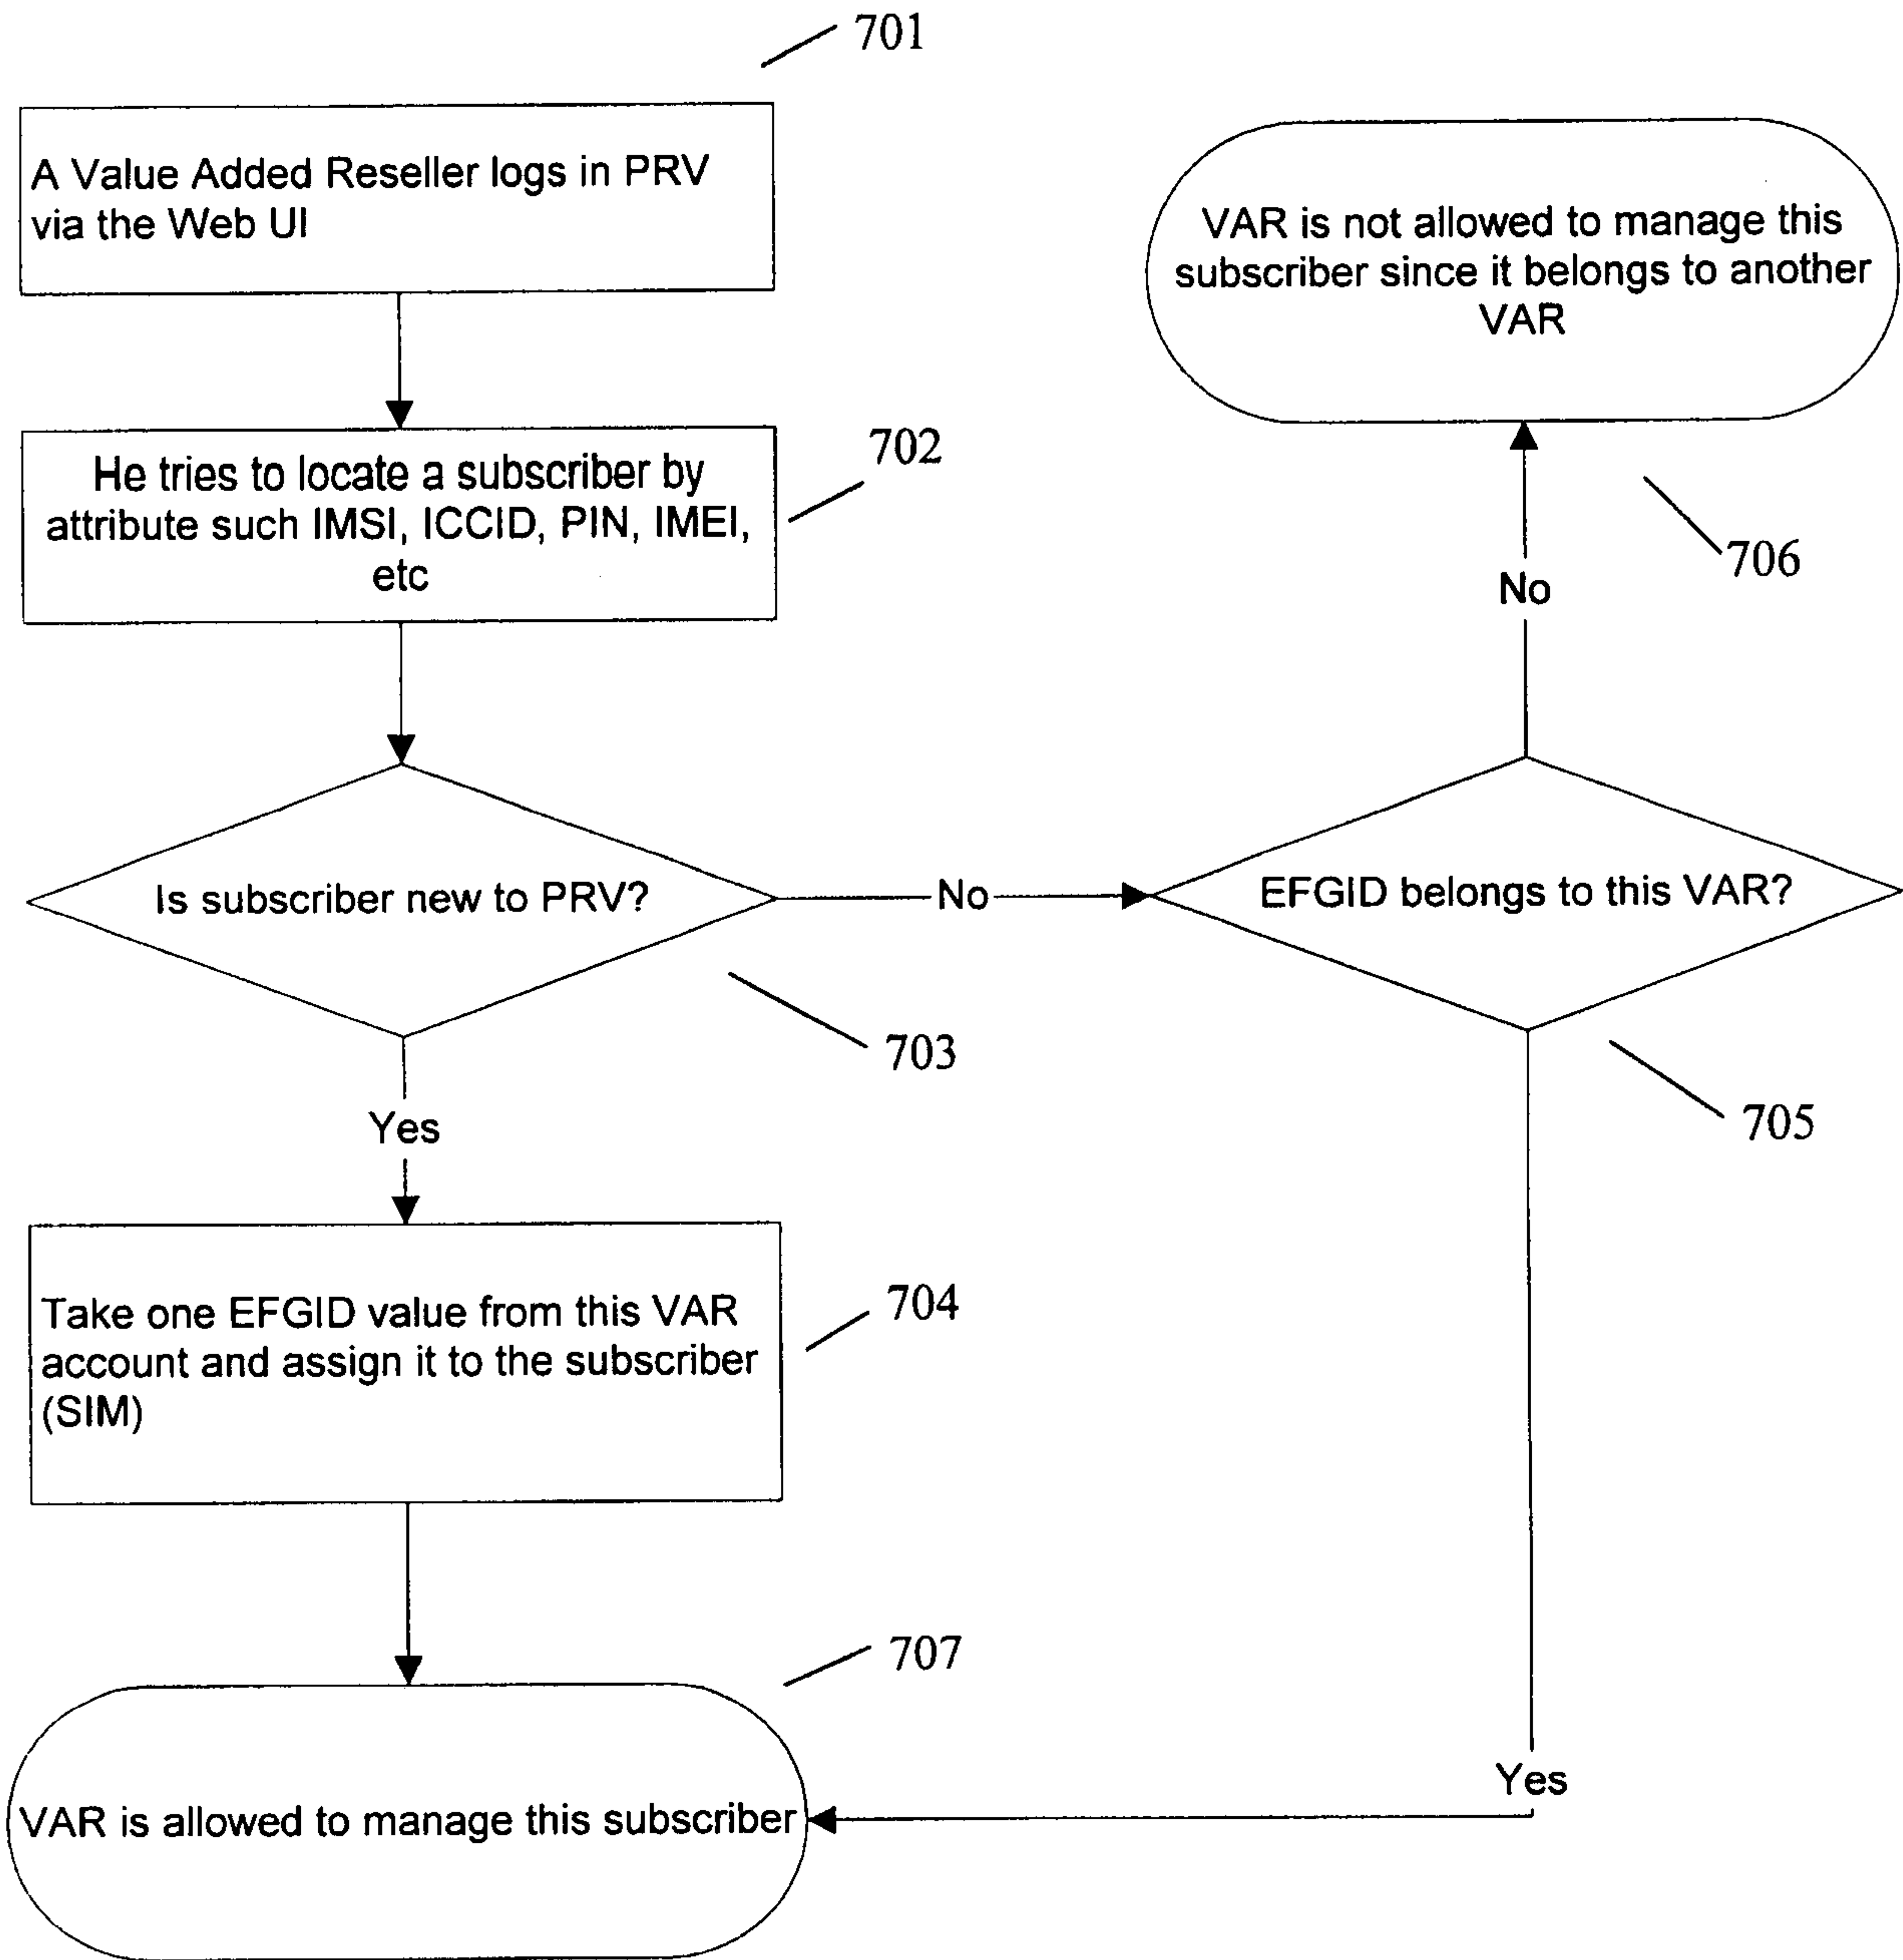 701
A Value Added Reseller logs in PRV
via the Web UI
702
He tries to locate a subscriber by
attribute such IMSI, ICCID, PIN, IMEI,
etc
Is subscriber new to PRV?
703
No
EFGID belongs to this VAR?
705
No
706
VAR is not allowed to manage this
subscriber since it belongs to another
VAR
Yes
704
Take one EFGID value from this VAR
account and assign it to the subscriber
(SIM)
707
VAR is allowed to manage this subscriber
Yes